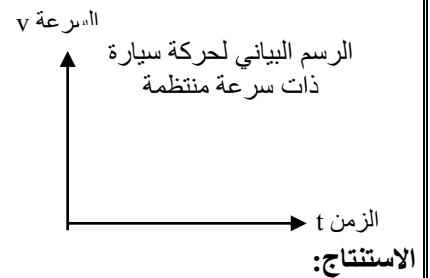 السرعة v
الرسم البياني لحركة سيارة
ذات سرعة منتظمة
الزمن t
الاستنتاج: